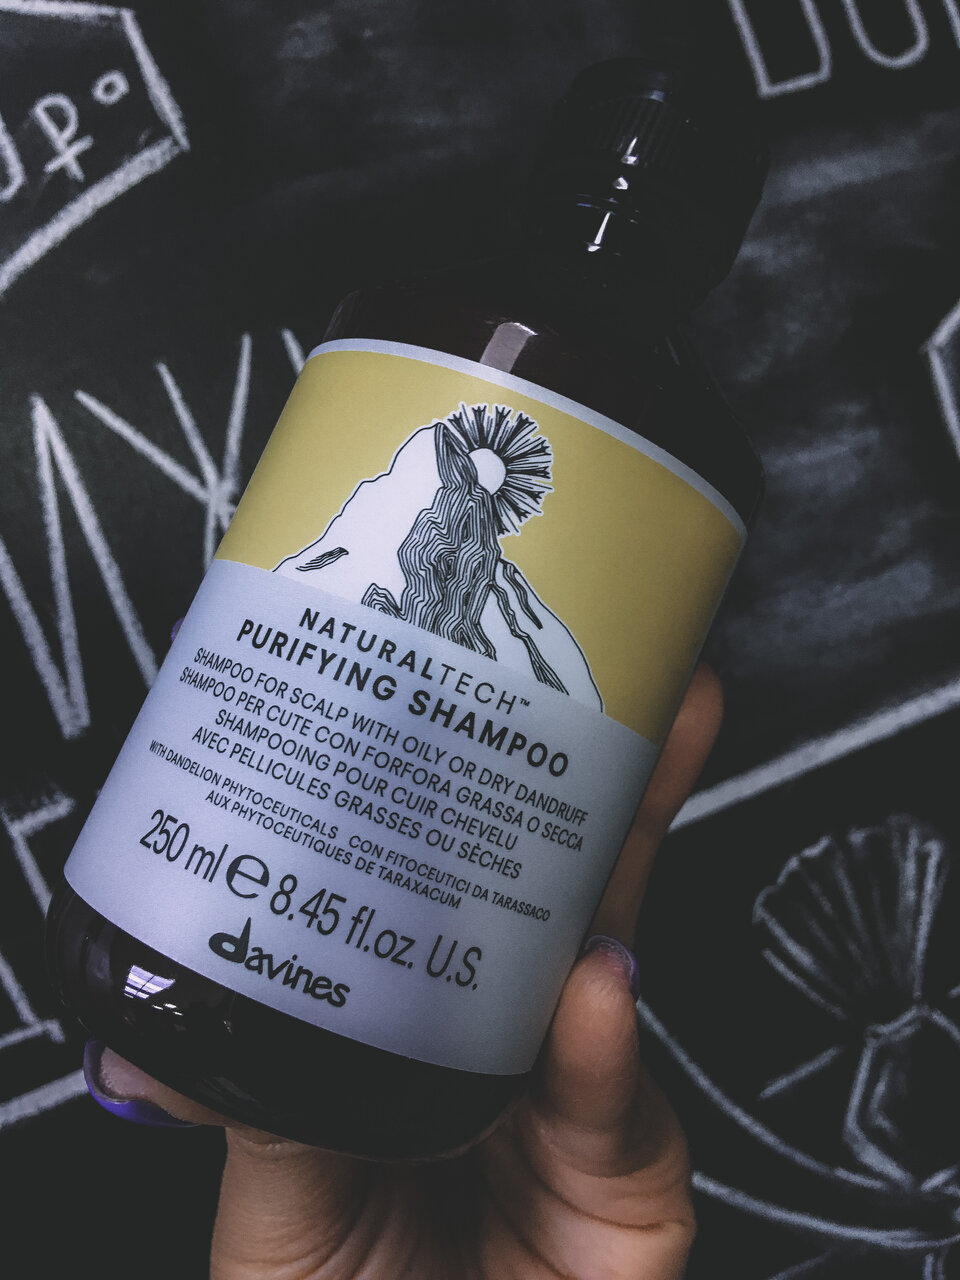 NATURALTECH™
PURIFYING SHAMPOO
SHAMPOO FOR SCALP WITH OILY OR DRY DANDRUFF
SHAMPOO PER CUTE CON FORFORA GRASSA O SECCA
SHAMPOOING POUR CUIR CHEVELU
AVEC PELLICULES GRASSES OU SÈCHES
WITH DANDELION PHYTOCEUTICALS CON FITOCEUTICI DA TARASSACO
AUX PHYTOCEUTIQUES DE TARAXACUM
250 ml ℮ 8.45 fl.oz. U.S.
davines